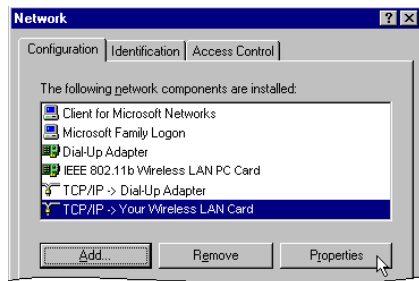 Network
Configuration Identification Access Control
The following network components are installed:
Client for Microsoft Networks
Microsoft Family Logon
Dial-Up Adapter
IEEE 802.11b Wireless LAN PC Card
TCP/IP -> Dial-Up Adapter
TCP/IP -> Your Wireless LAN Card
Add... Remove Properties